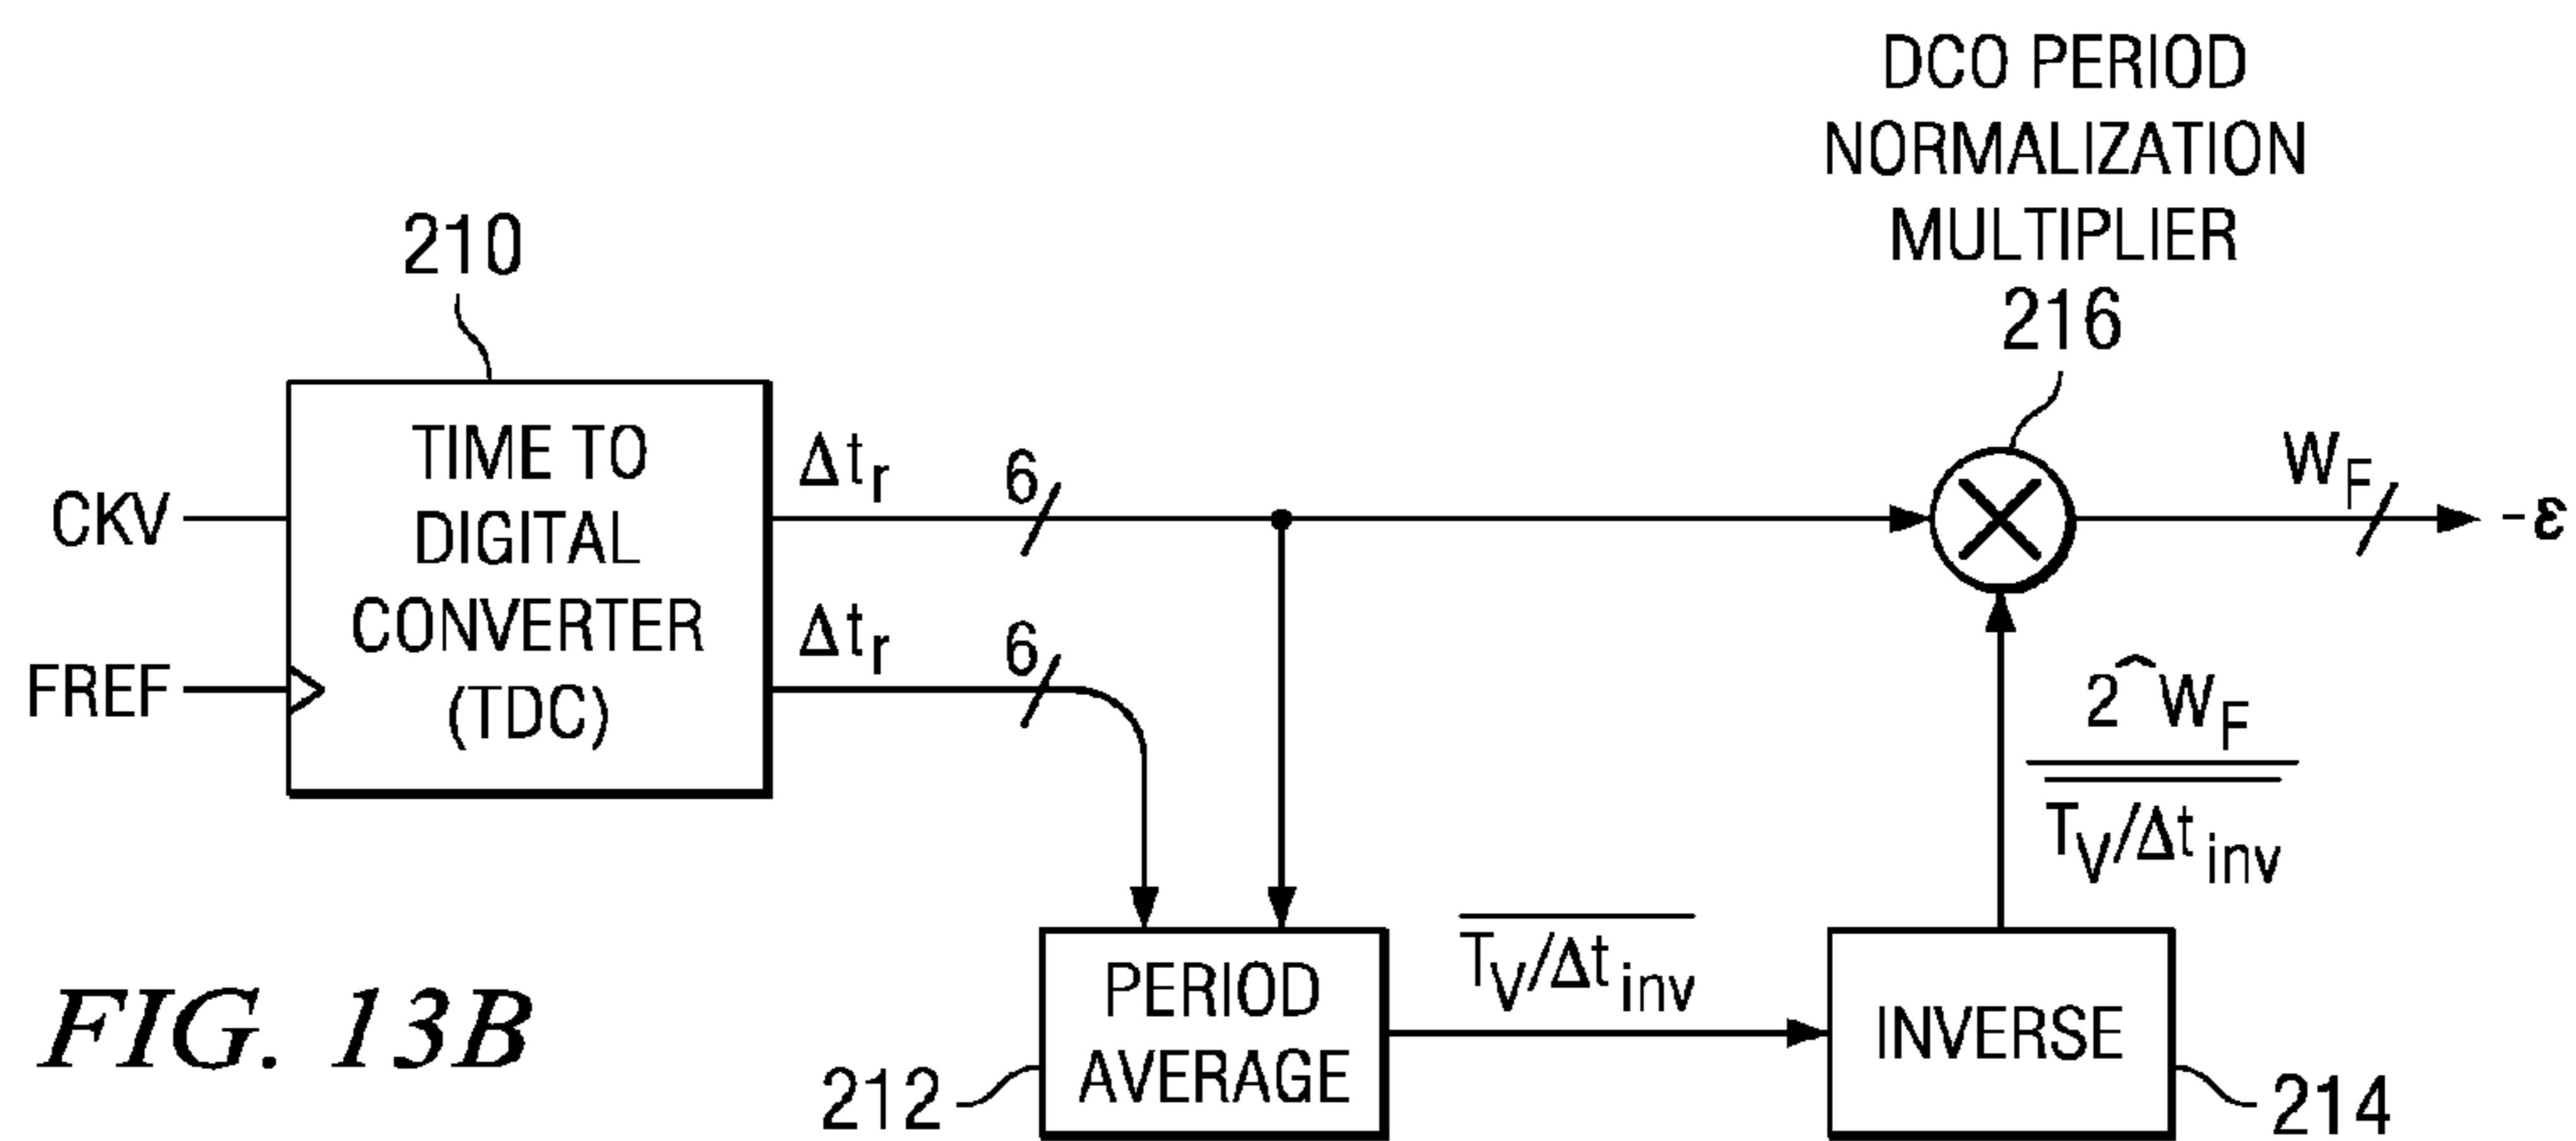 DCO PERIOD
NORMALIZATION
MULTIPLIER
216
210
TIME TO
DIGITAL
CONVERTER
(TDC)
CKV
FREF
Δtr
6
Δtr
6
WF
-ε
2^WF
TV/Δtinv
PERIOD
AVERAGE
212
TV/Δtinv
INVERSE
214
FIG. 13B